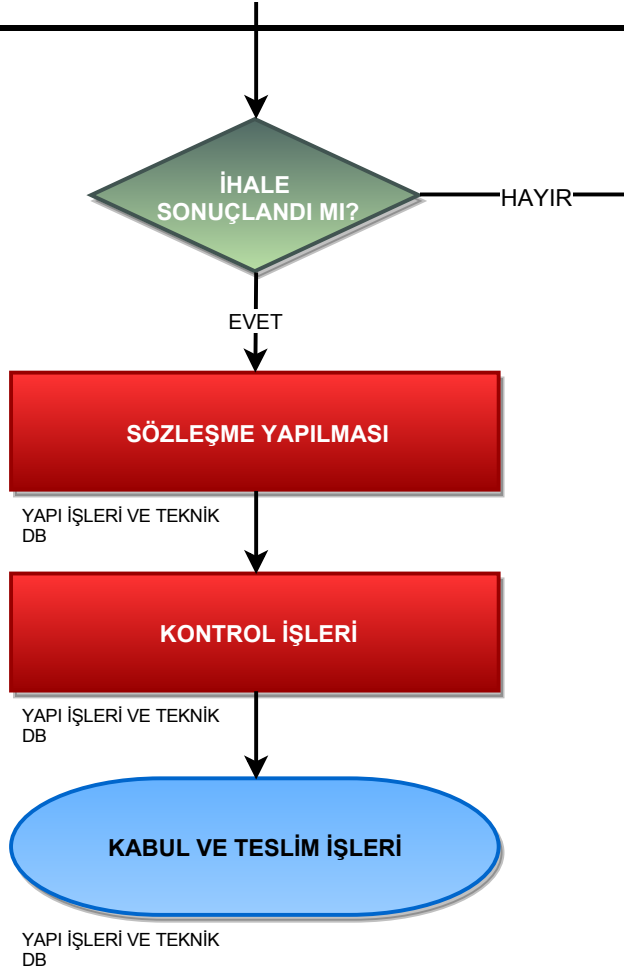 İHALE
SONUÇLANDI MI?
HAYIR
EVET
SÖZLEŞME YAPILMASI
YAPI İŞLERİ VE TEKNİK
DB
KONTROL İŞLERİ
YAPI İŞLERİ VE TEKNİK
DB
KABUL VE TESLİM İŞLERİ
YAPI İŞLERİ VE TEKNİK
DB